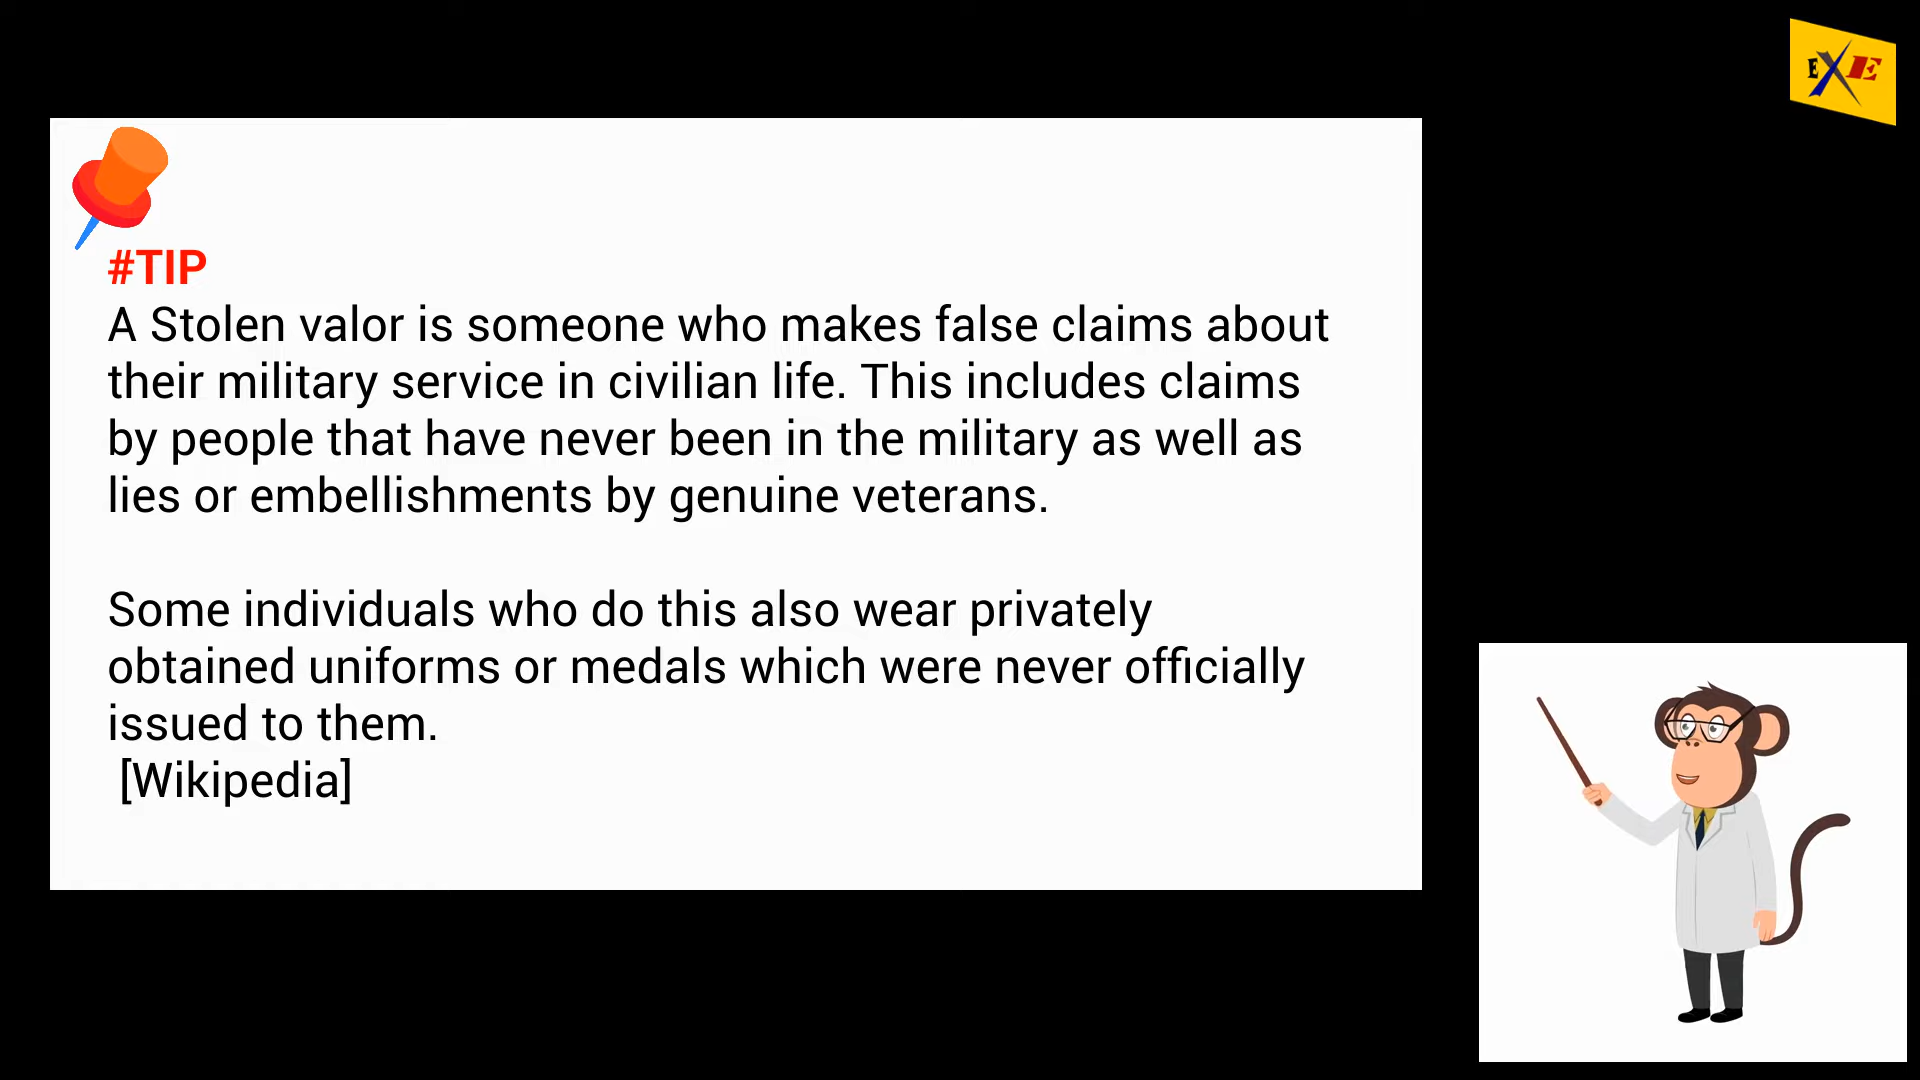 EXE
#TIP
A Stolen valor is someone who makes false claims about
their military service in civilian life. This includes claims
by people that have never been in the military as well as
lies or embellishments by genuine veterans.
Some individuals who do this also wear privately
obtained uniforms or medals which were never officially
issued to them.
[Wikipedia]